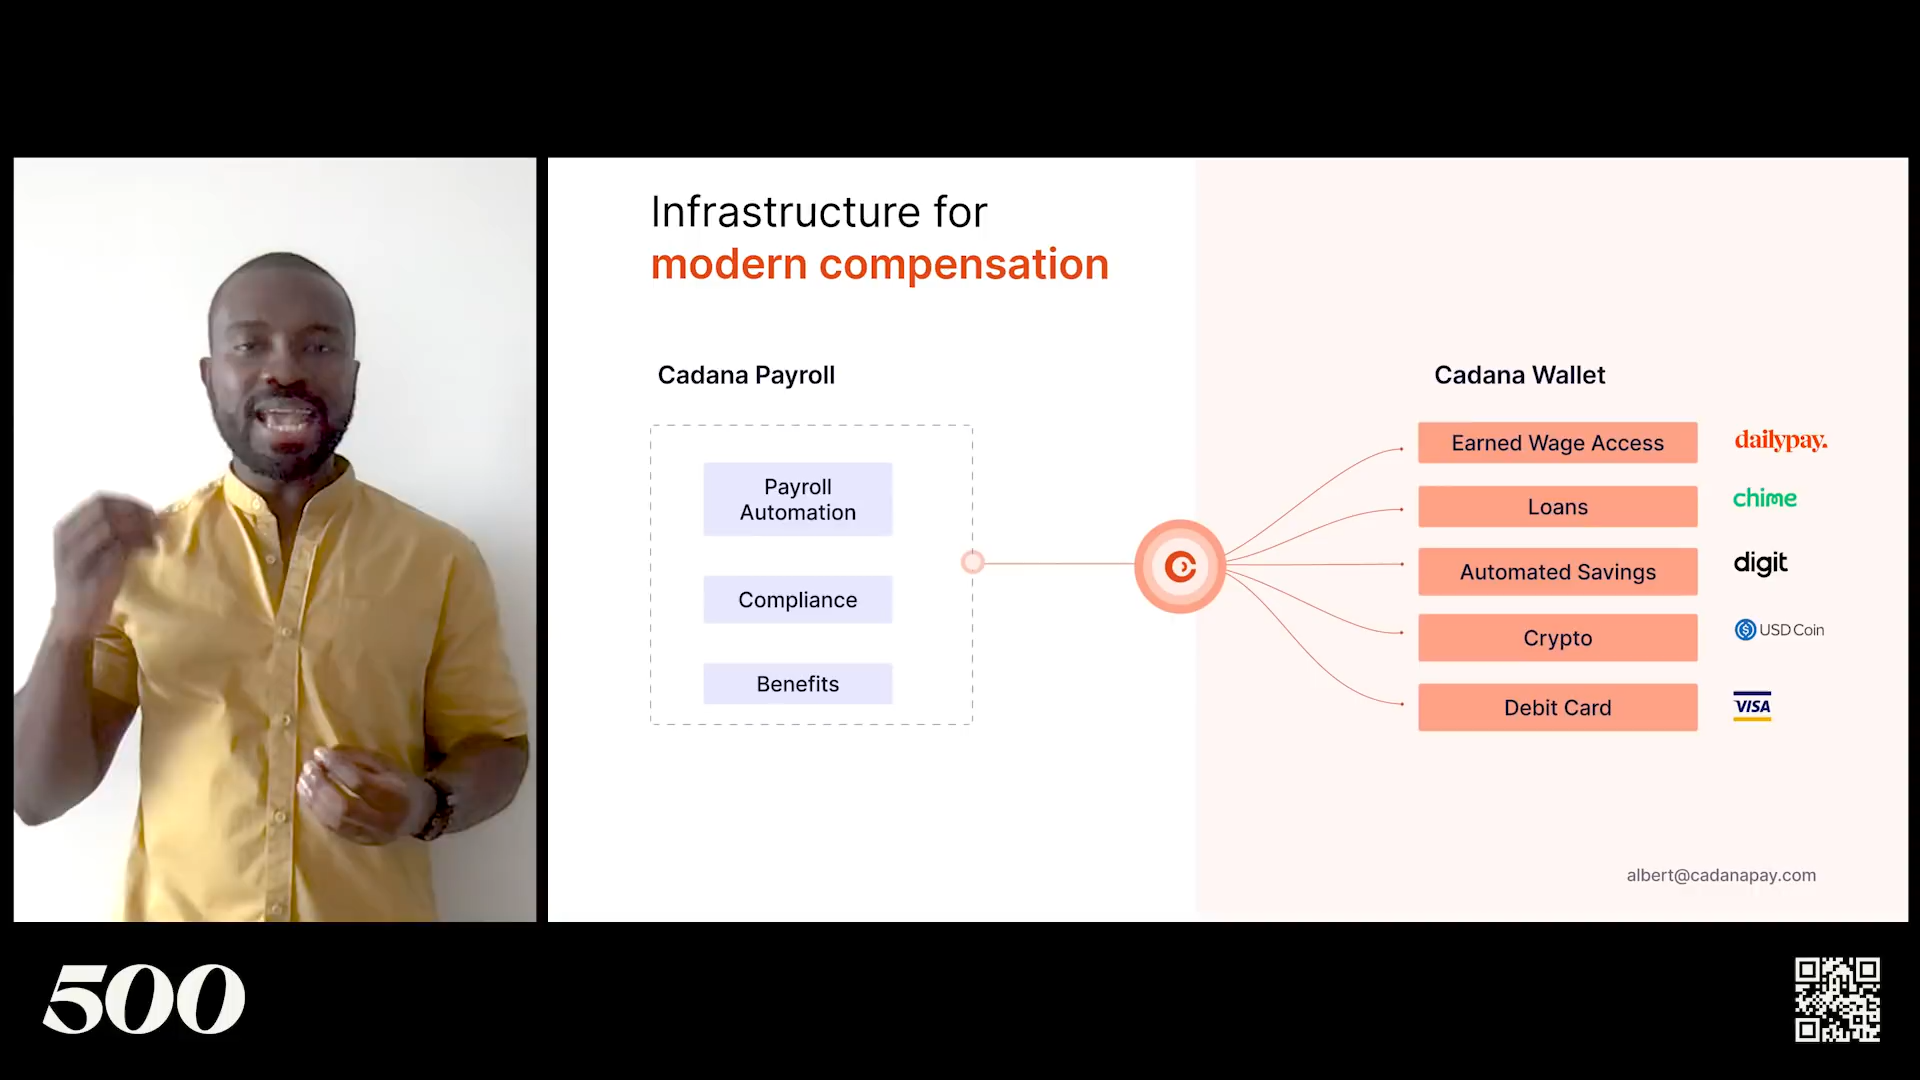 Infrastructure for
modern compensation
Cadana Payroll
Payroll
Automation
Compliance
Benefits
Cadana Wallet
Earned Wage Access
dailypay.
Loans
chime
Automated Savings
digit
Crypto
USD Coin
Debit Card
VISA
albert@cadanapay.com
500